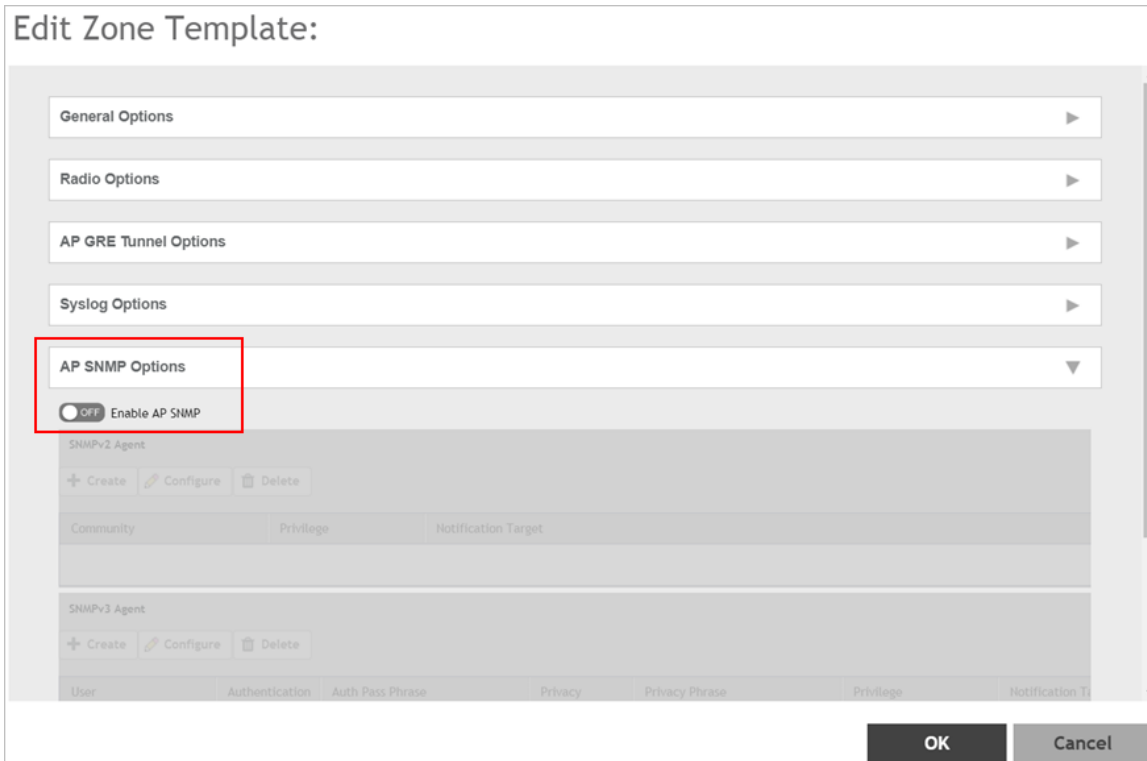 Edit Zone Template:
General Options
Radio Options
AP GRE Tunnel Options
Syslog Options
AP SNMP Options
OFF Enable AP SNMP
SNMPv2 Agent
Create Configure Delete
Community Privilege Notification Target
SNMPv3 Agent
Create Configure Delete
User Authentication Auth Pass Phrase Privacy Privacy Phrase Privilege Notification Ta
OK Cancel